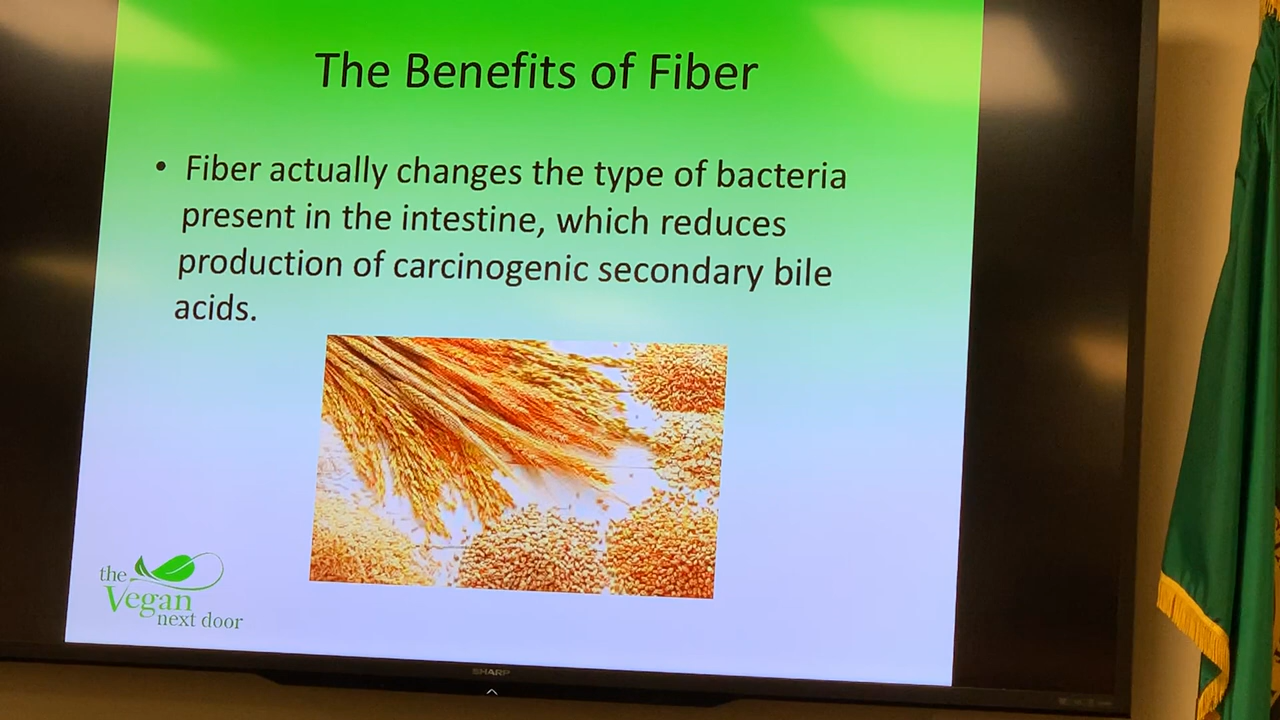 The Benefits of Fiber
• Fiber actually changes the type of bacteria
present in the intestine, which reduces
production of carcinogenic secondary bile
acids.
the
Vegan
next door
SHARP